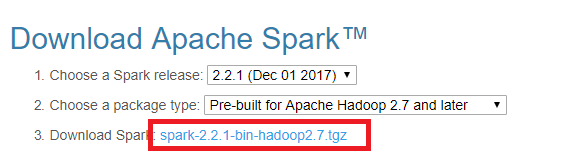 Download Apache Spark™
1. Choose a Spark release: 2.2.1 (Dec 01 2017)
2. Choose a package type: Pre-built for Apache Hadoop 2.7 and later
3. Download Spark: spark-2.2.1-bin-hadoop2.7.tgz